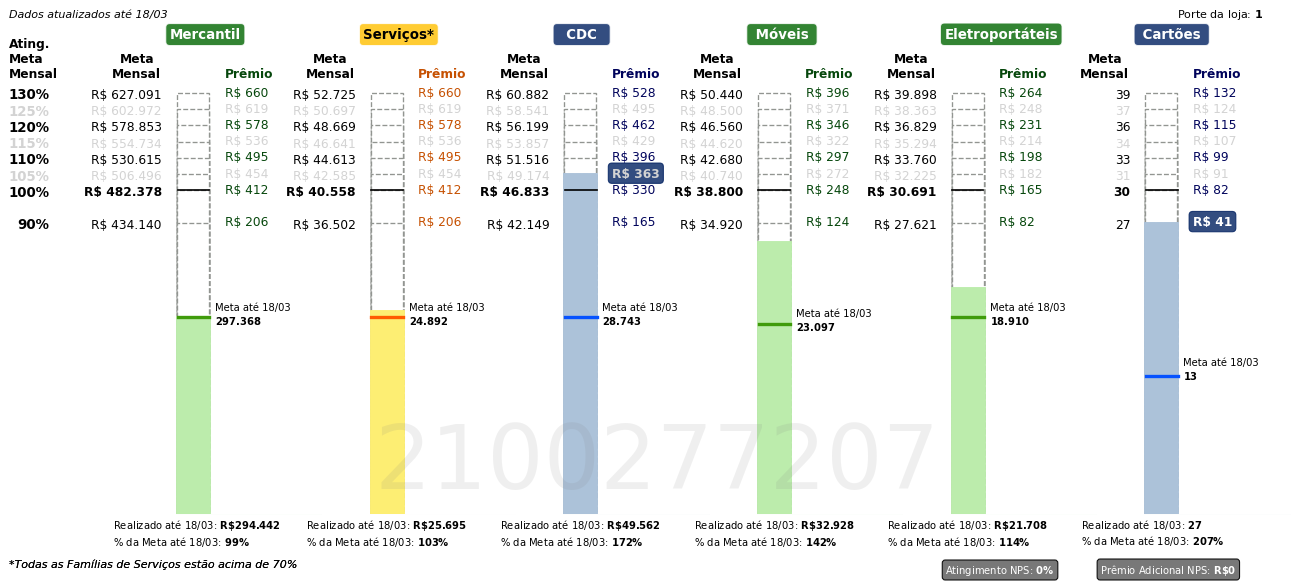 Dados atualizados até 18/03 Porte da loja: 1
Mercantil Serviços* CDC Móveis Eletroportáteis Cartões
Ating. Meta Mensal Meta Mensal Prêmio Meta Mensal Prêmio Meta Mensal Prêmio Meta Mensal Prêmio Meta Mensal Prêmio Meta Mensal Prêmio
130% R$ 627.091 R$ 660 R$ 52.725 R$ 660 R$ 60.882 R$ 528 R$ 50.440 R$ 396 R$ 39.898 R$ 264 39 R$ 132
125% R$ 602.972 R$ 619 R$ 50.697 R$ 619 R$ 58.541 R$ 495 R$ 48.500 R$ 371 R$ 38.363 R$ 248 37 R$ 124
120% R$ 578.853 R$ 578 R$ 48.669 R$ 578 R$ 56.199 R$ 462 R$ 46.560 R$ 346 R$ 36.829 R$ 231 36 R$ 115
115% R$ 554.734 R$ 536 R$ 46.641 R$ 536 R$ 53.857 R$ 429 R$ 44.620 R$ 322 R$ 35.294 R$ 214 34 R$ 107
110% R$ 530.615 R$ 495 R$ 44.613 R$ 495 R$ 51.516 R$ 396 R$ 42.680 R$ 297 R$ 33.760 R$ 198 33 R$ 99
105% R$ 506.496 R$ 454 R$ 42.585 R$ 454 R$ 49.174 R$ 363 R$ 40.740 R$ 272 R$ 32.225 R$ 182 31 R$ 91
100% R$ 482.378 R$ 412 R$ 40.558 R$ 412 R$ 46.833 R$ 330 R$ 38.800 R$ 248 R$ 30.691 R$ 165 30 R$ 82
90% R$ 434.140 R$ 206 R$ 36.502 R$ 206 R$ 42.149 R$ 165 R$ 34.920 R$ 124 R$ 27.621 R$ 82 27 R$ 41
Meta até 18/03 Meta até 18/03 Meta até 18/03 Meta até 18/03 Meta até 18/03
297.368 24.892 28.743 23.097 18.910
Meta até 18/03
13
2100277207
Realizado até 18/03: R$294.442 Realizado até 18/03: R$25.695 Realizado até 18/03: R$49.562 Realizado até 18/03: R$32.928 Realizado até 18/03: R$21.708 Realizado até 18/03: 27
% da Meta até 18/03: 99% % da Meta até 18/03: 103% % da Meta até 18/03: 172% % da Meta até 18/03: 142% % da Meta até 18/03: 114% % da Meta até 18/03: 207%
*Todas as Famílias de Serviços estão acima de 70% Atingimento NPS: 0% Prêmio Adicional NPS: R$0